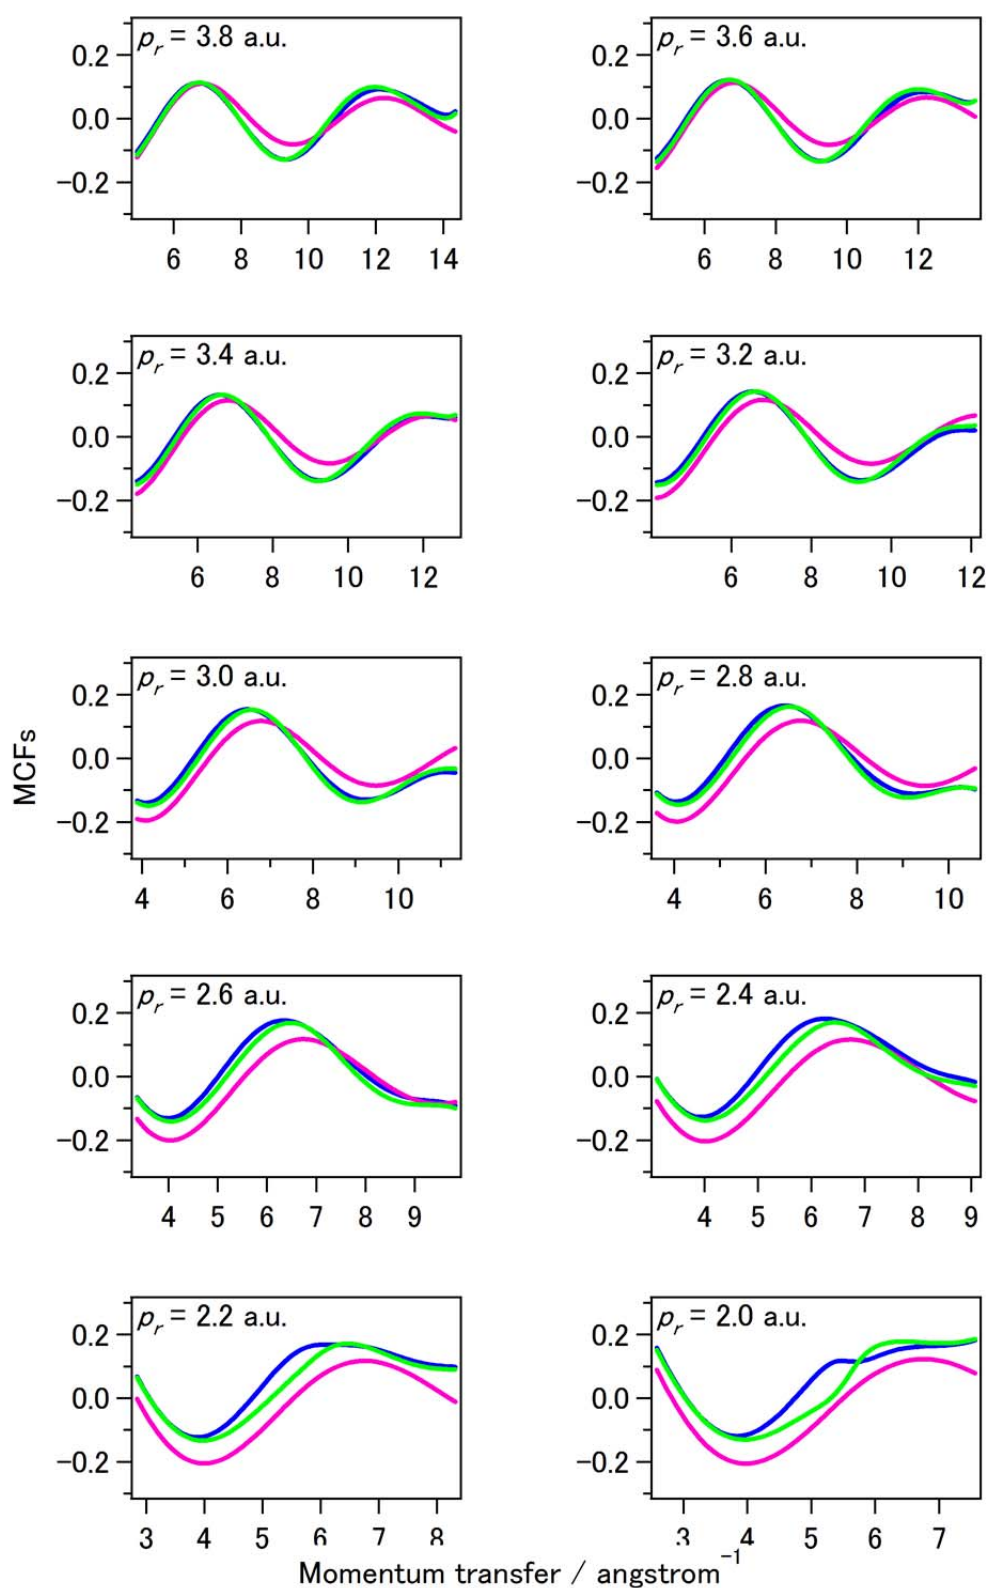 p_r = 3.8 a.u.
0.2
0.0
−0.2
6 8 10 12 14
p_r = 3.6 a.u.
0.2
0.0
−0.2
6 8 10 12
p_r = 3.4 a.u.
0.2
0.0
−0.2
6 8 10 12
p_r = 3.2 a.u.
0.2
0.0
−0.2
6 8 10 12
p_r = 3.0 a.u.
0.2
0.0
−0.2
4 6 8 10
p_r = 2.8 a.u.
0.2
0.0
−0.2
4 6 8 10
MCFs
p_r = 2.6 a.u.
0.2
0.0
−0.2
4 5 6 7 8 9
p_r = 2.4 a.u.
0.2
0.0
−0.2
4 5 6 7 8 9
p_r = 2.2 a.u.
0.2
0.0
−0.2
3 4 5 6 7 8
p_r = 2.0 a.u.
0.2
0.0
−0.2
3 4 5 6 7
Momentum transfer / angstrom⁻¹